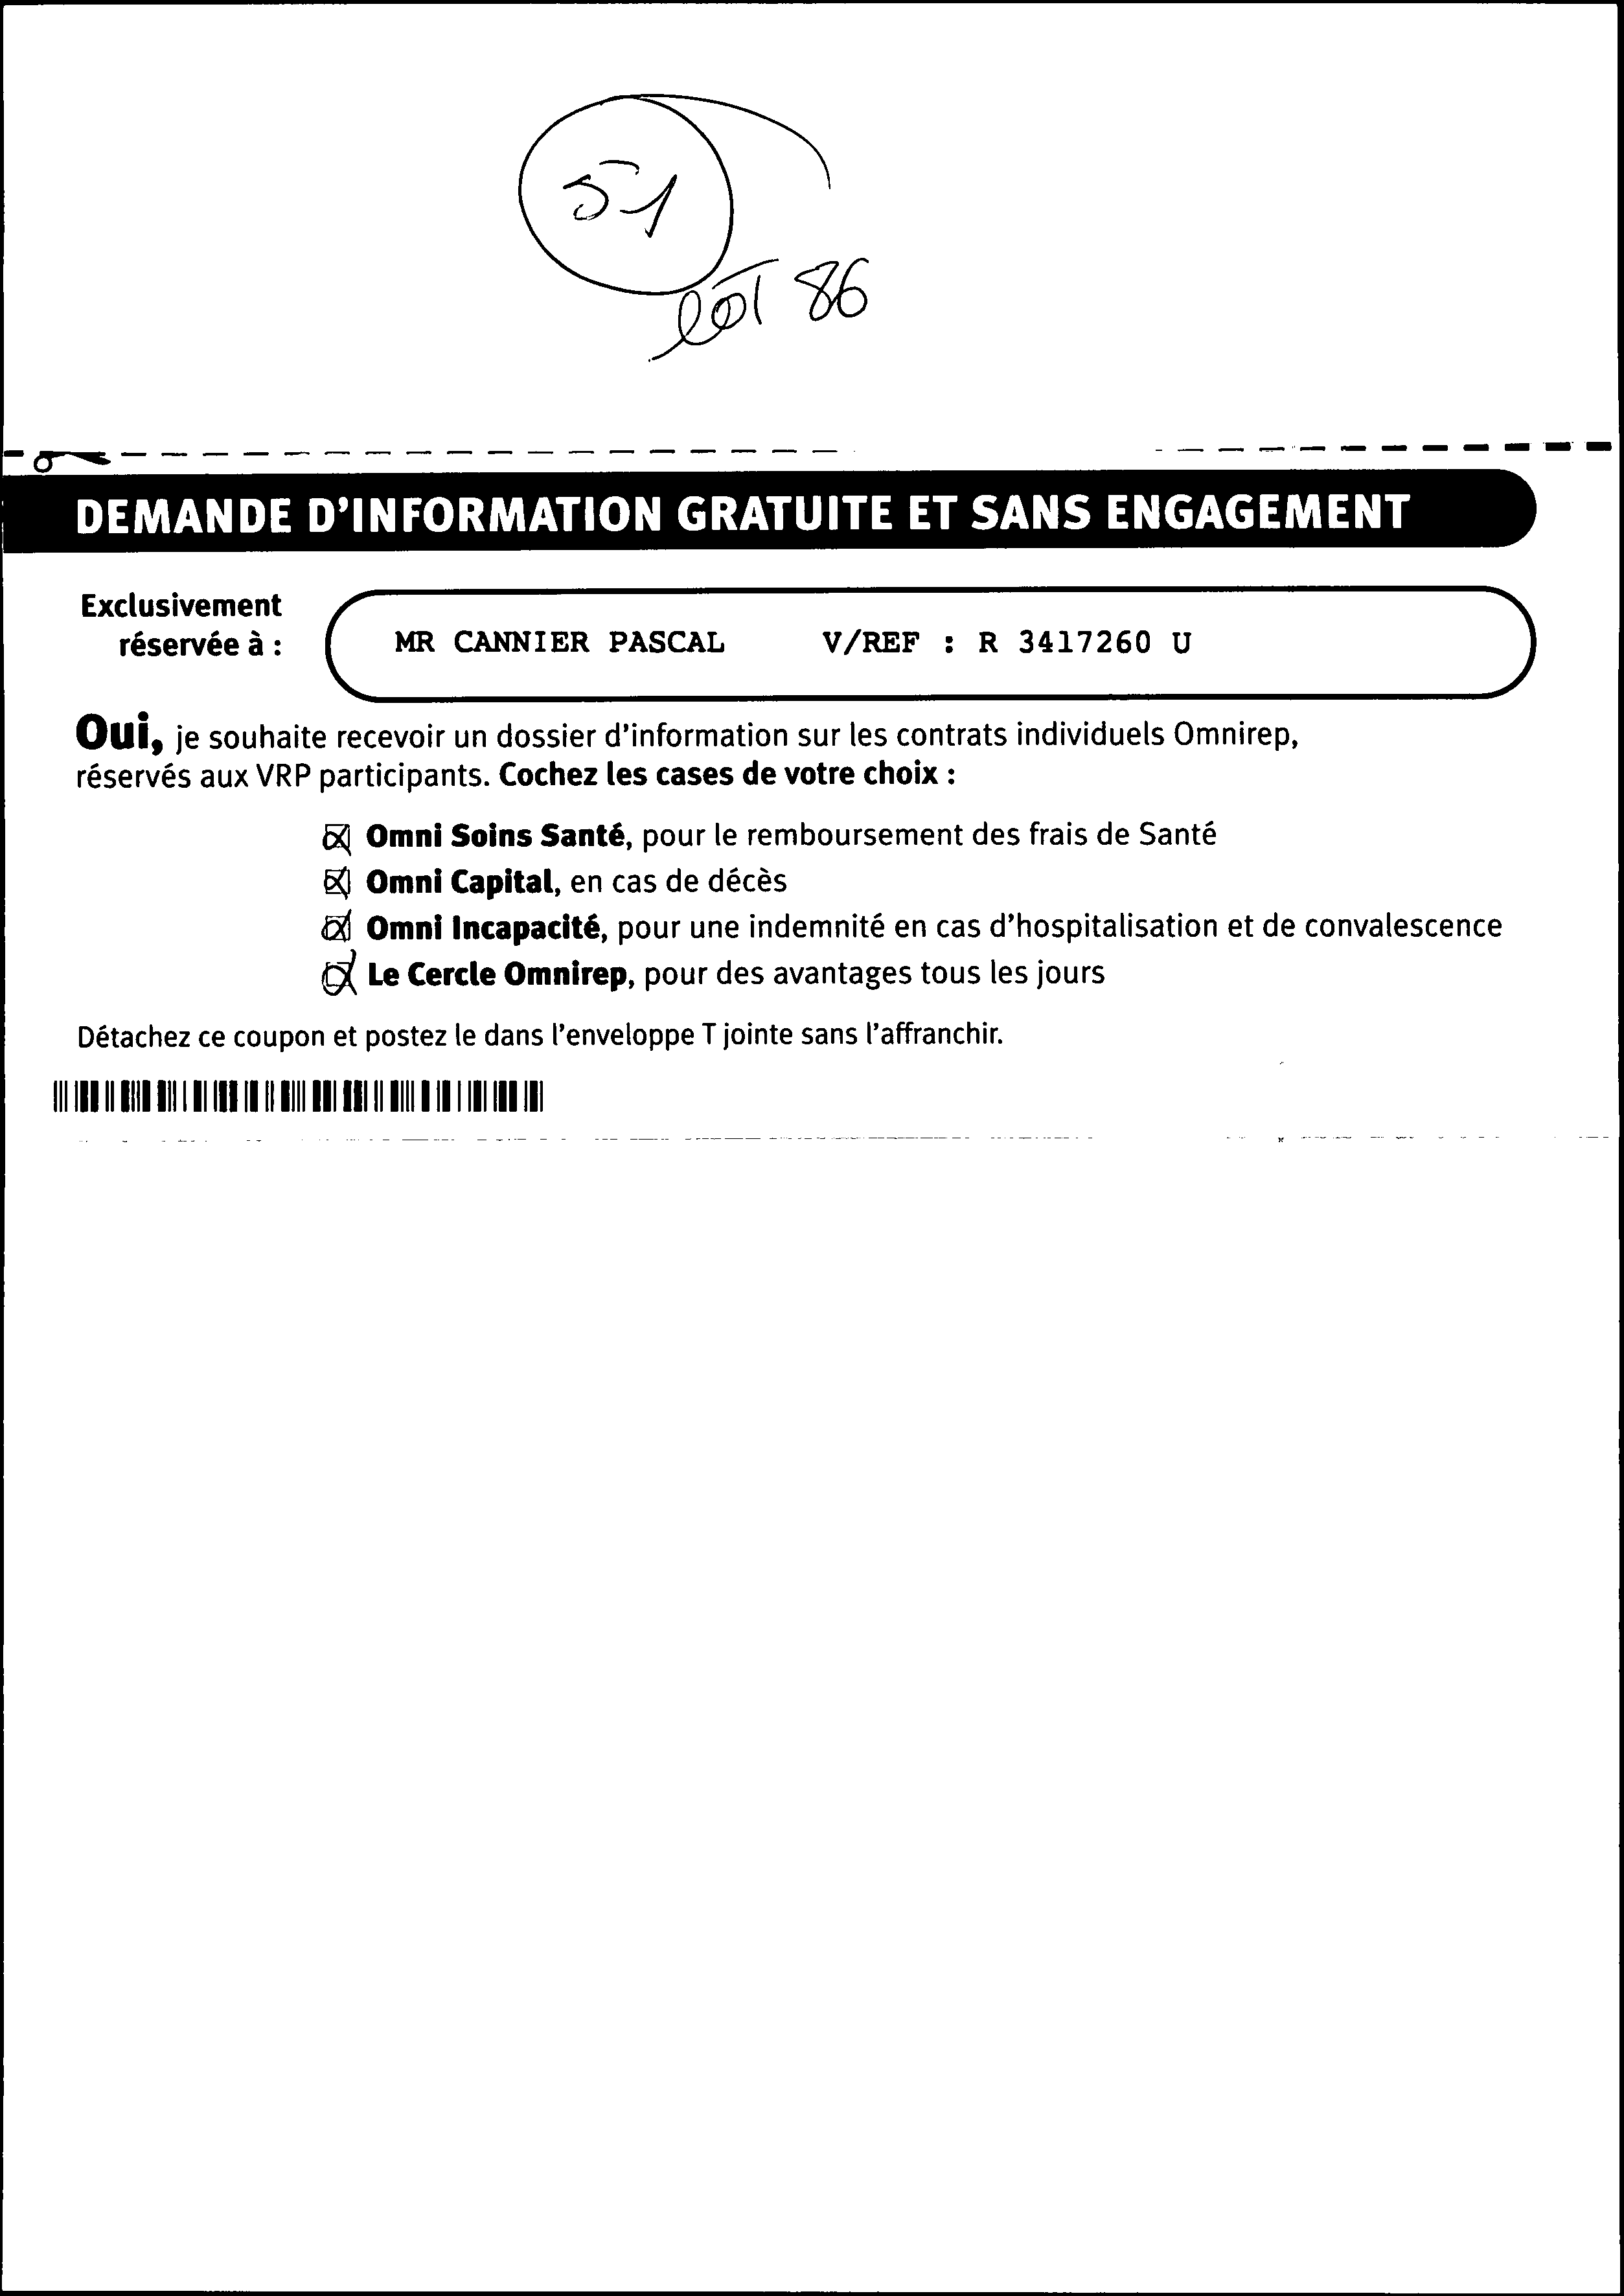 51
lot 86
DEMANDE D'INFORMATION GRATUITE ET SANS ENGAGEMENT
Exclusivement
réservée à :
MR CANNIER PASCAL V/REF : R 3417260 U
Oui, je souhaite recevoir un dossier d'information sur les contrats individuels Omnirep,
réservés aux VRP participants. Cochez les cases de votre choix :
Omni Soins Santé, pour le remboursement des frais de Santé
Omni Capital, en cas de décès
Omni Incapacité, pour une indemnité en cas d'hospitalisation et de convalescence
Le Cercle Omnirep, pour des avantages tous les jours
Détachez ce coupon et postez le dans l'enveloppe T jointe sans l'affranchir.